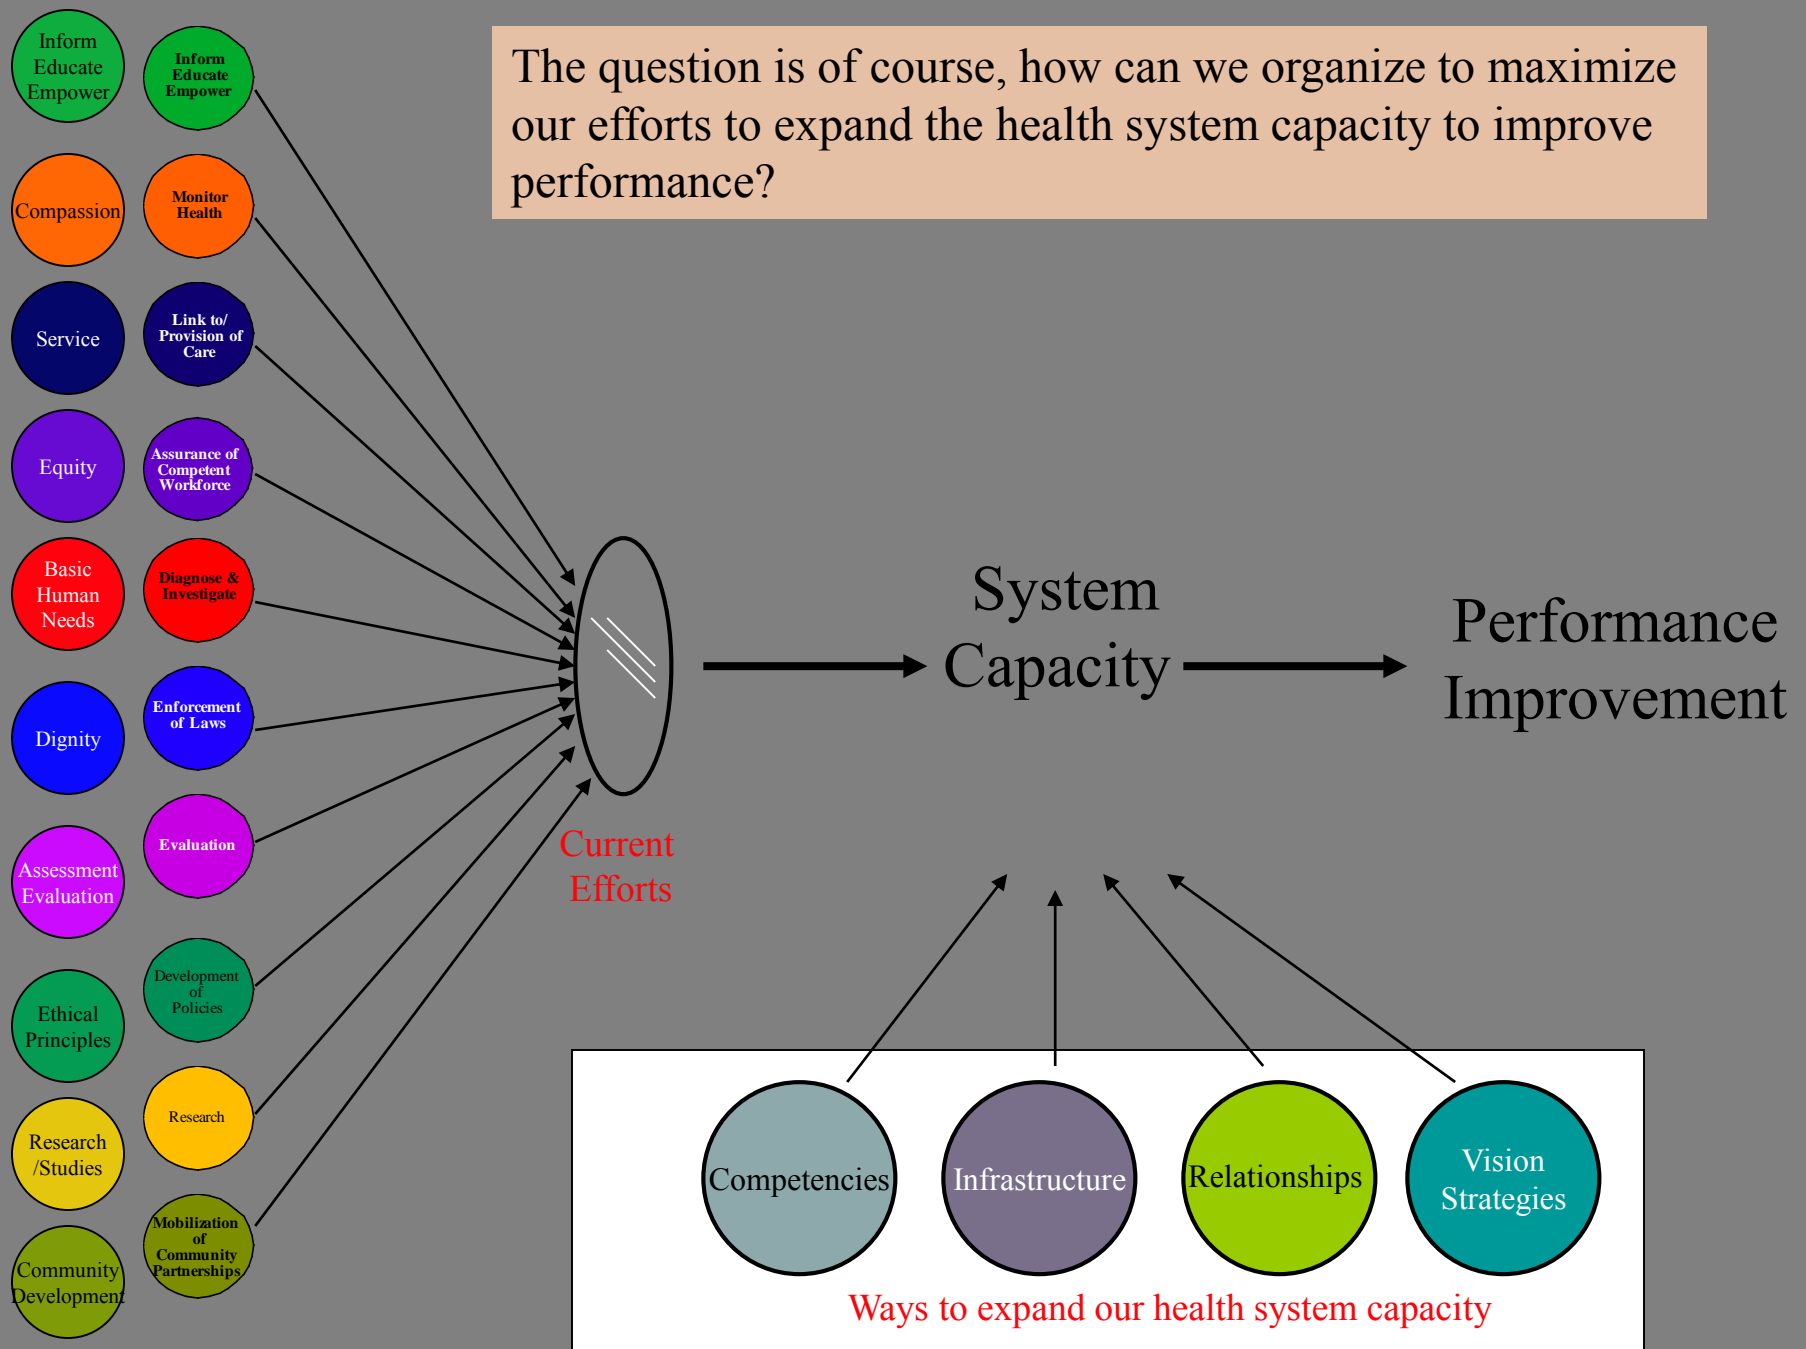 The question is of course, how can we organize to maximize
our efforts to expand the health system capacity to improve
performance?
Inform
Educate
Empower
Compassion
Service
Equity
Basic
Human
Needs
Dignity
Assessment
Evaluation
Ethical
Principles
Research
/Studies
Community
Development
Inform
Educate
Empower
Monitor
Health
Link to/
Provision of
Care
Assurance of
Competent
Workforce
Diagnose &
Investigate
Enforcement
of Laws
Evaluation
Development
of
Policies
Research
Mobilization
of
Community
Partnerships
Current
Efforts
System
Capacity
Performance
Improvement
Competencies
Infrastructure
Relationships
Vision
Strategies
Ways to expand our health system capacity